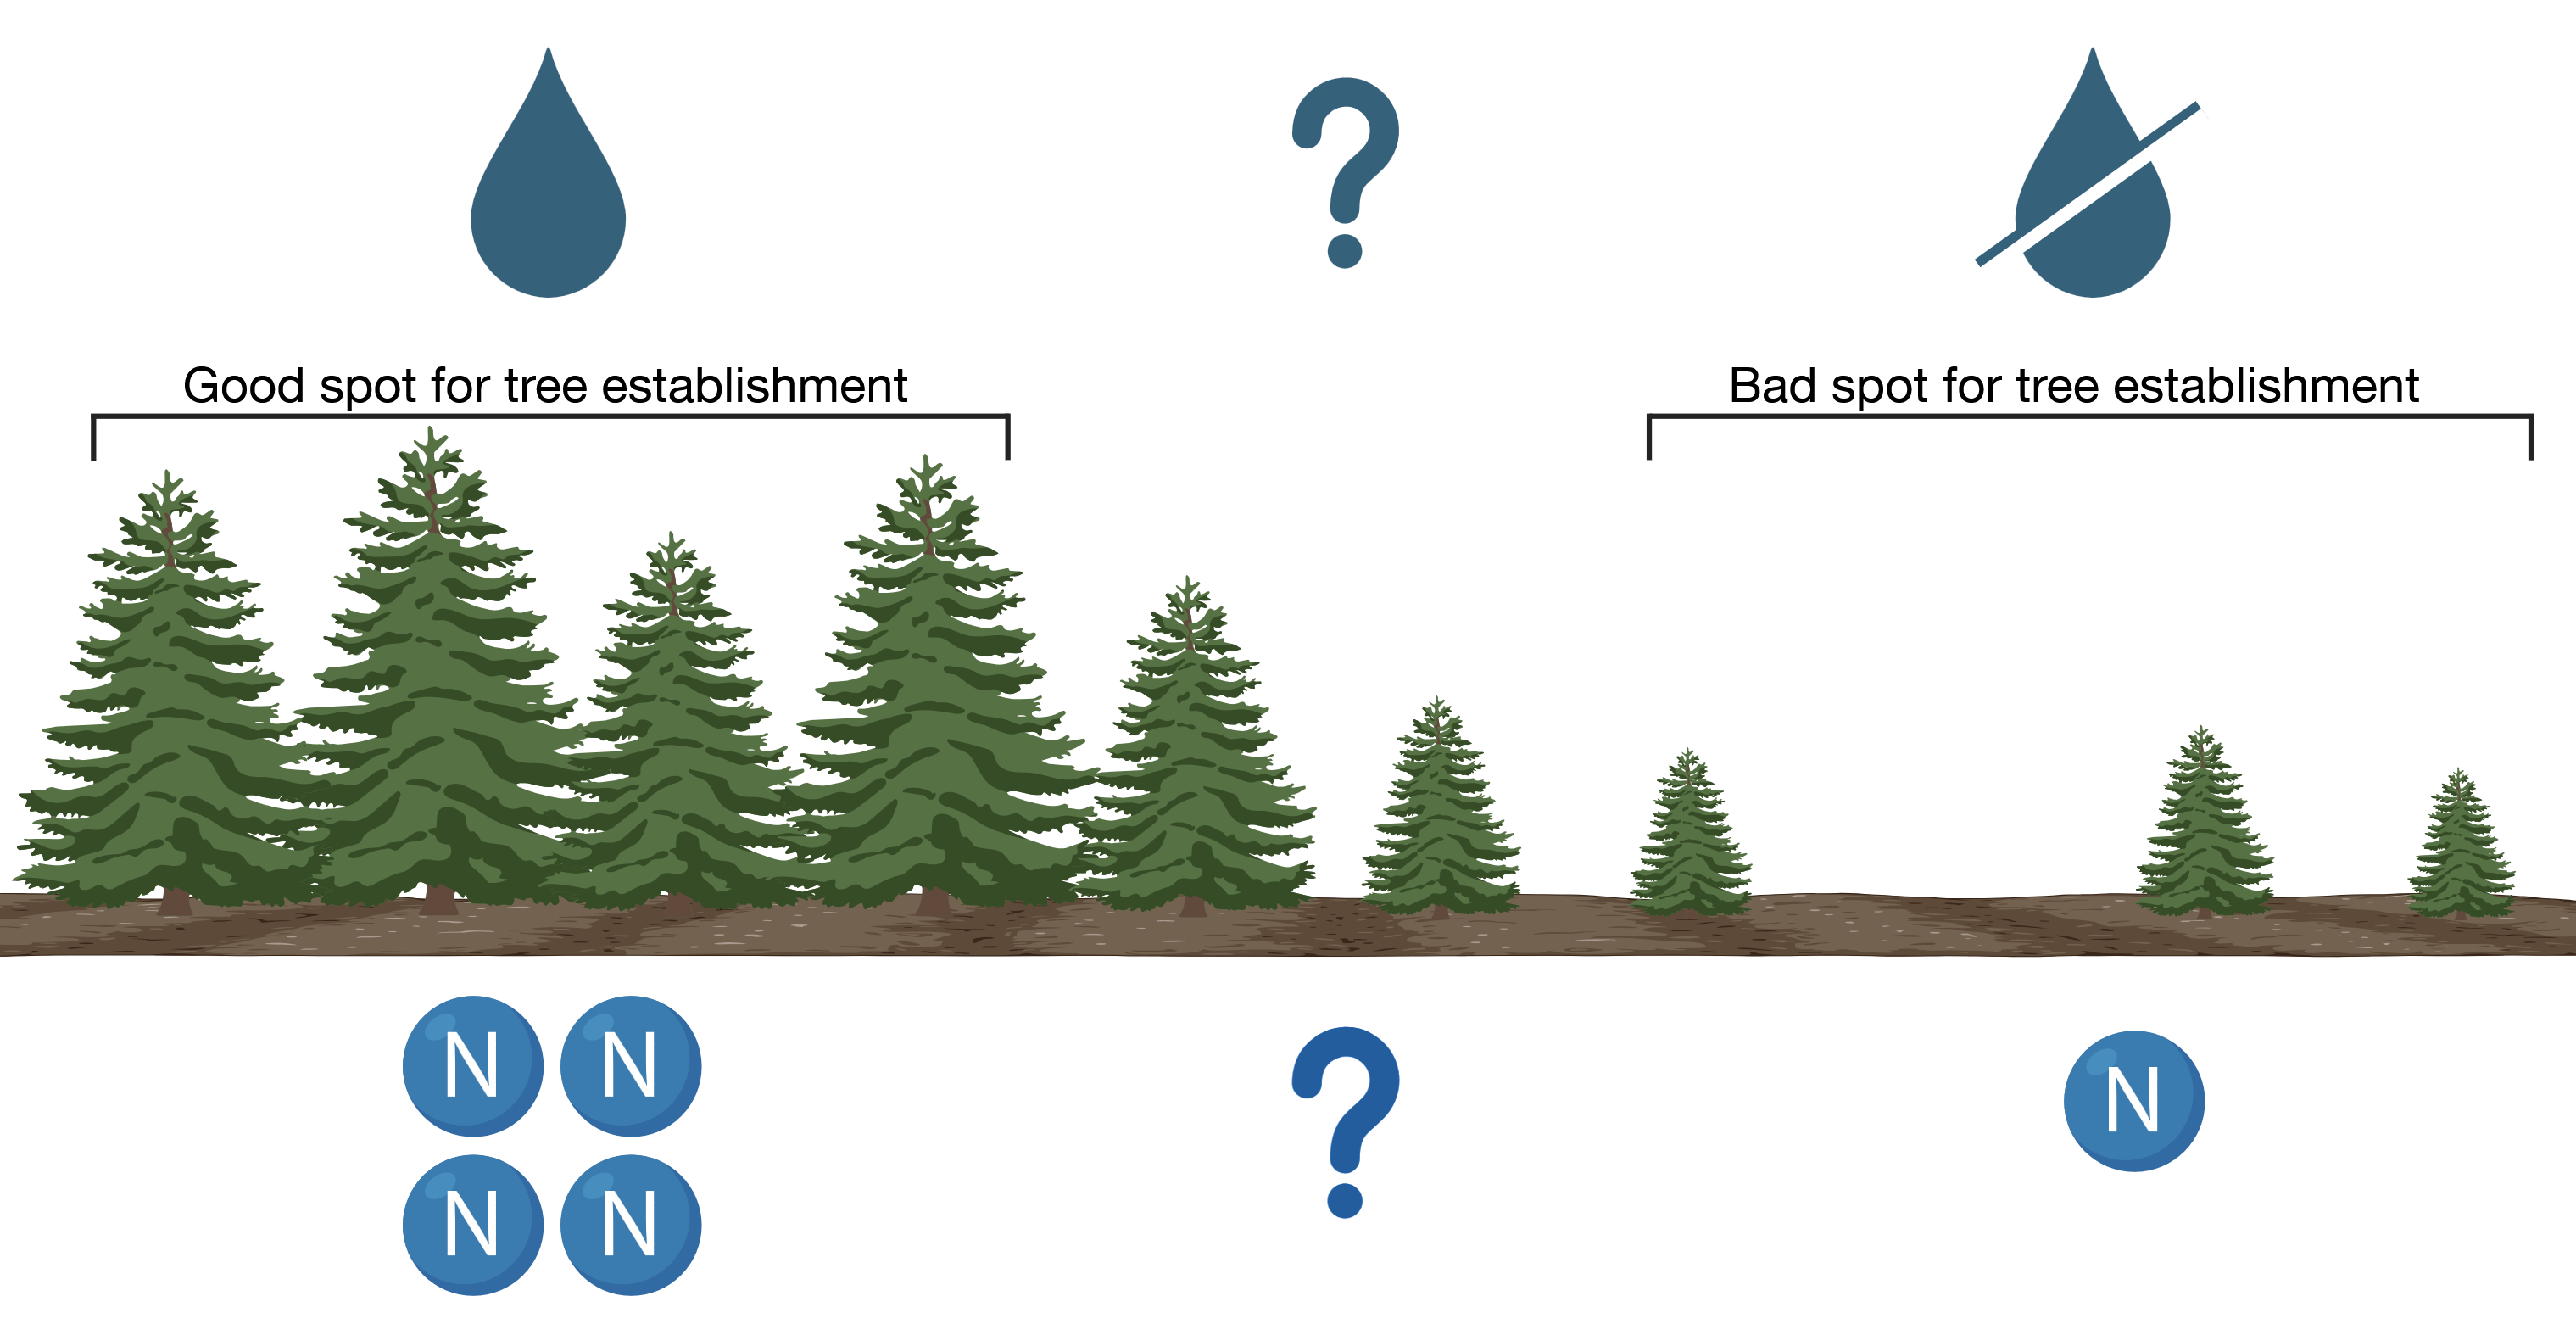 ?
Good spot for tree establishment
Bad spot for tree establishment
N N
N N
?
N